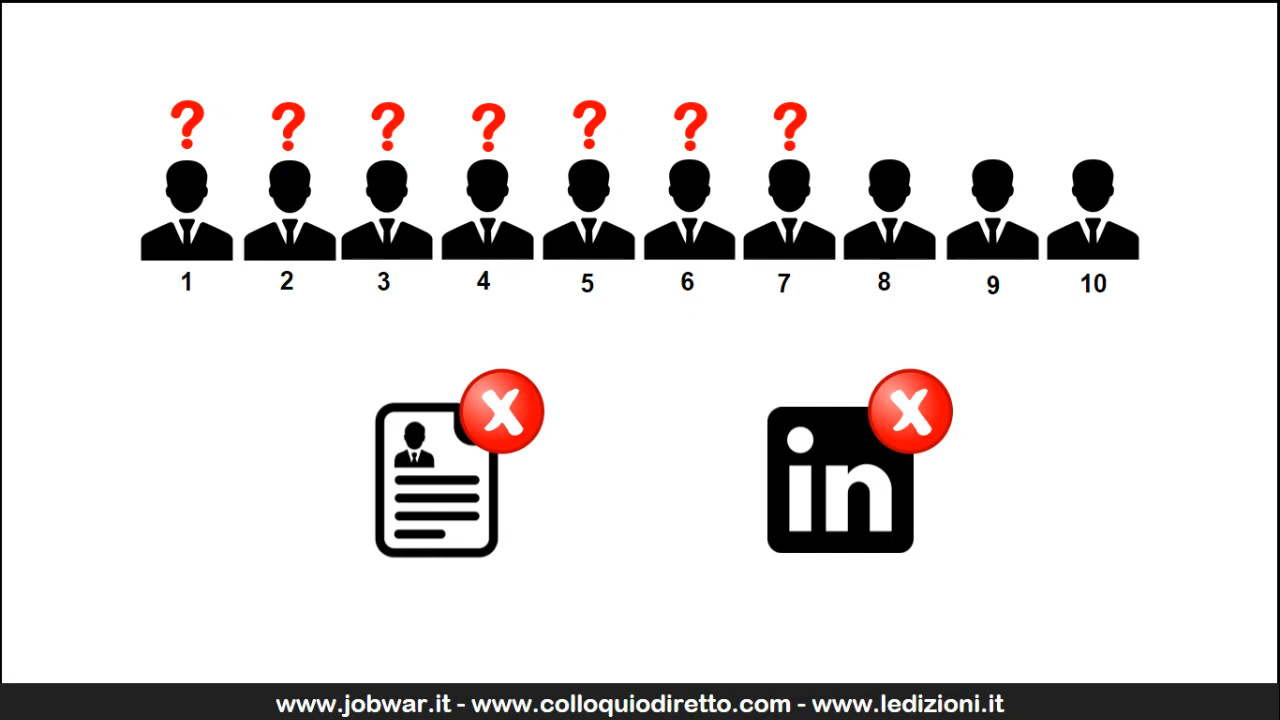 ? ? ? ? ? ? ?
1 2 3 4 5 6 7 8 9 10
X X
in
www.jobwar.it - www.colloquiodiretto.com - www.ledizioni.it